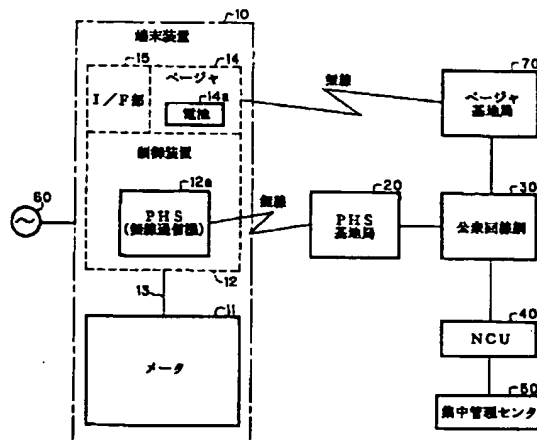 10
端末装置
15
14
ページャ
I/F部
14a
電池
無線
70
ページャ
基地局
制御装置
12a
PHS
(無線通信機)
無線
20
PHS
基地局
30
公衆回線網
60
12
13
11
メータ
40
NCU
50
集中管理センタ